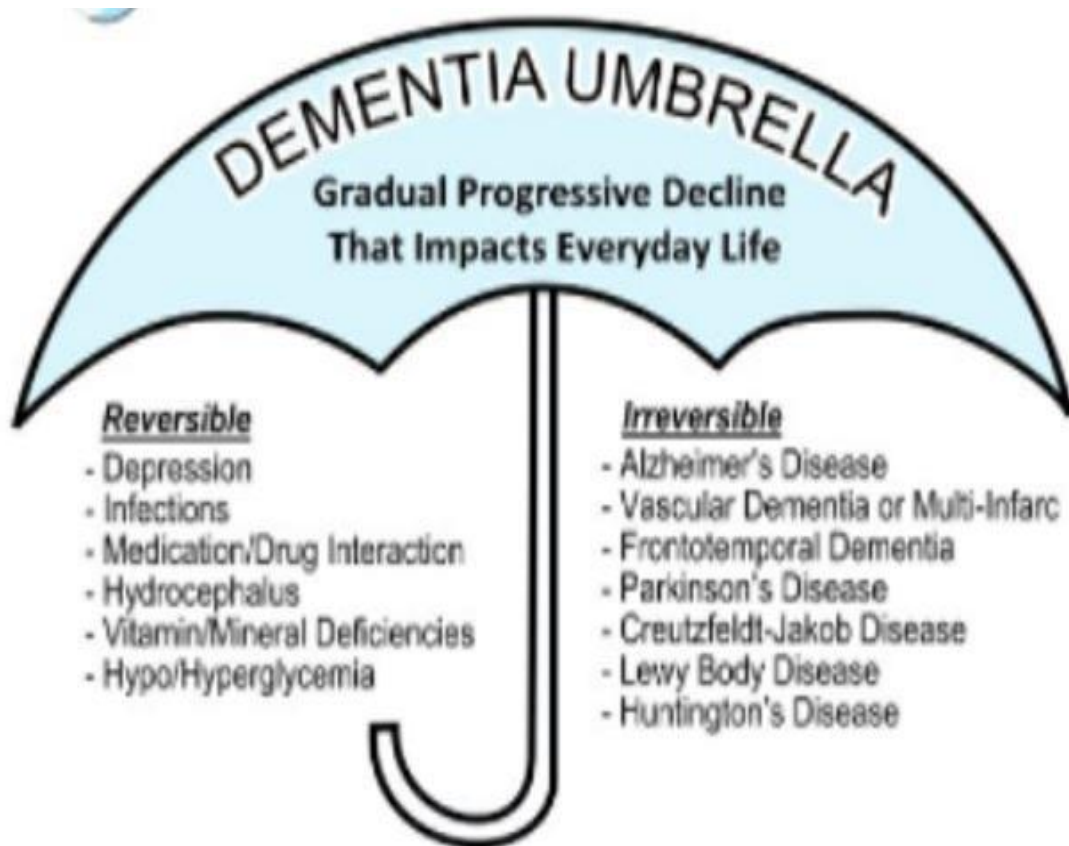 DEMENTIA UMBRELLA
Gradual Progressive Decline
That Impacts Everyday Life
Reversible
- Depression
- Infections
- Medication/Drug Interaction
- Hydrocephalus
- Vitamin/Mineral Deficiencies
- Hypo/Hyperglycemia
Irreversible
- Alzheimer's Disease
- Vascular Dementia or Multi-Infarc
- Frontotemporal Dementia
- Parkinson's Disease
- Creutzfeldt-Jakob Disease
- Lewy Body Disease
- Huntington's Disease